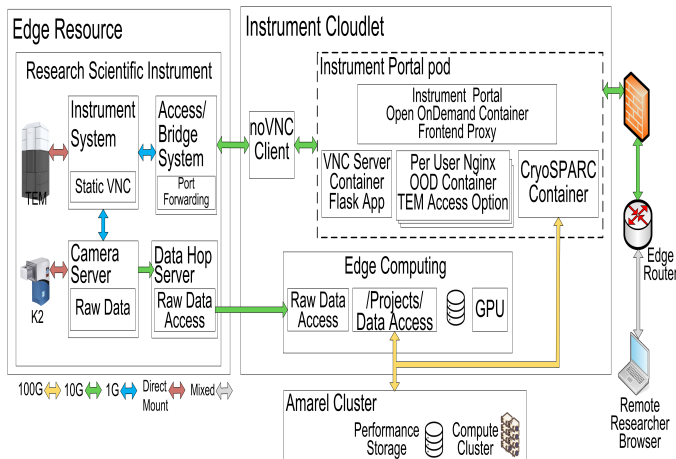 Edge Resource
Research Scientific Instrument
Instrument
System
Static VNC
Access/
Bridge
System
Port
Forwarding
TEM
Camera
Server
Raw Data
Data Hop
Server
Raw Data
Access
K2
Instrument Cloudlet
noVNC
Client
Instrument Portal pod
Instrument Portal
Open OnDemand Container
Frontend Proxy
VNC Server
Container
Flask App
Per User Nginx
OOD Container
TEM Access Option
CryoSPARC
Container
Edge Computing
Raw Data
Access
/Projects/
Data Access
GPU
Edge
Router
Remote
Researcher
Browser
100G
10G
1G
Direct
Mount
Mixed
Amarel Cluster
Performance
Storage
Compute
Cluster